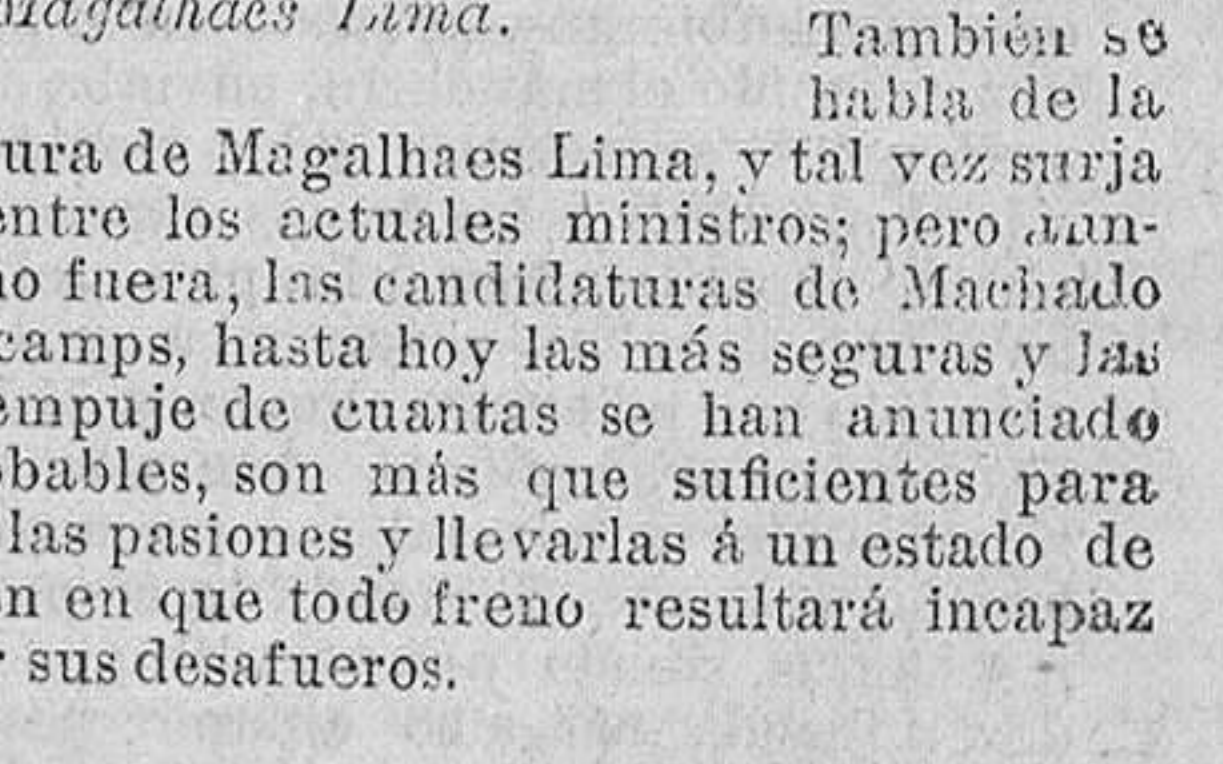 Magalhaes Lima.
También se
habla de la
ura de Magalhaes Lima, y tal vez surja
entre los actuales ministros; pero aun-
no fuera, las candidaturas de Machado
camps, hasta hoy las más seguras y las
empuje de cuantas se han anunciado
bables, son más que suficientes para
las pasiones y llevarlas á un estado de
n en que todo freno resultará incapaz
sus desafueros.